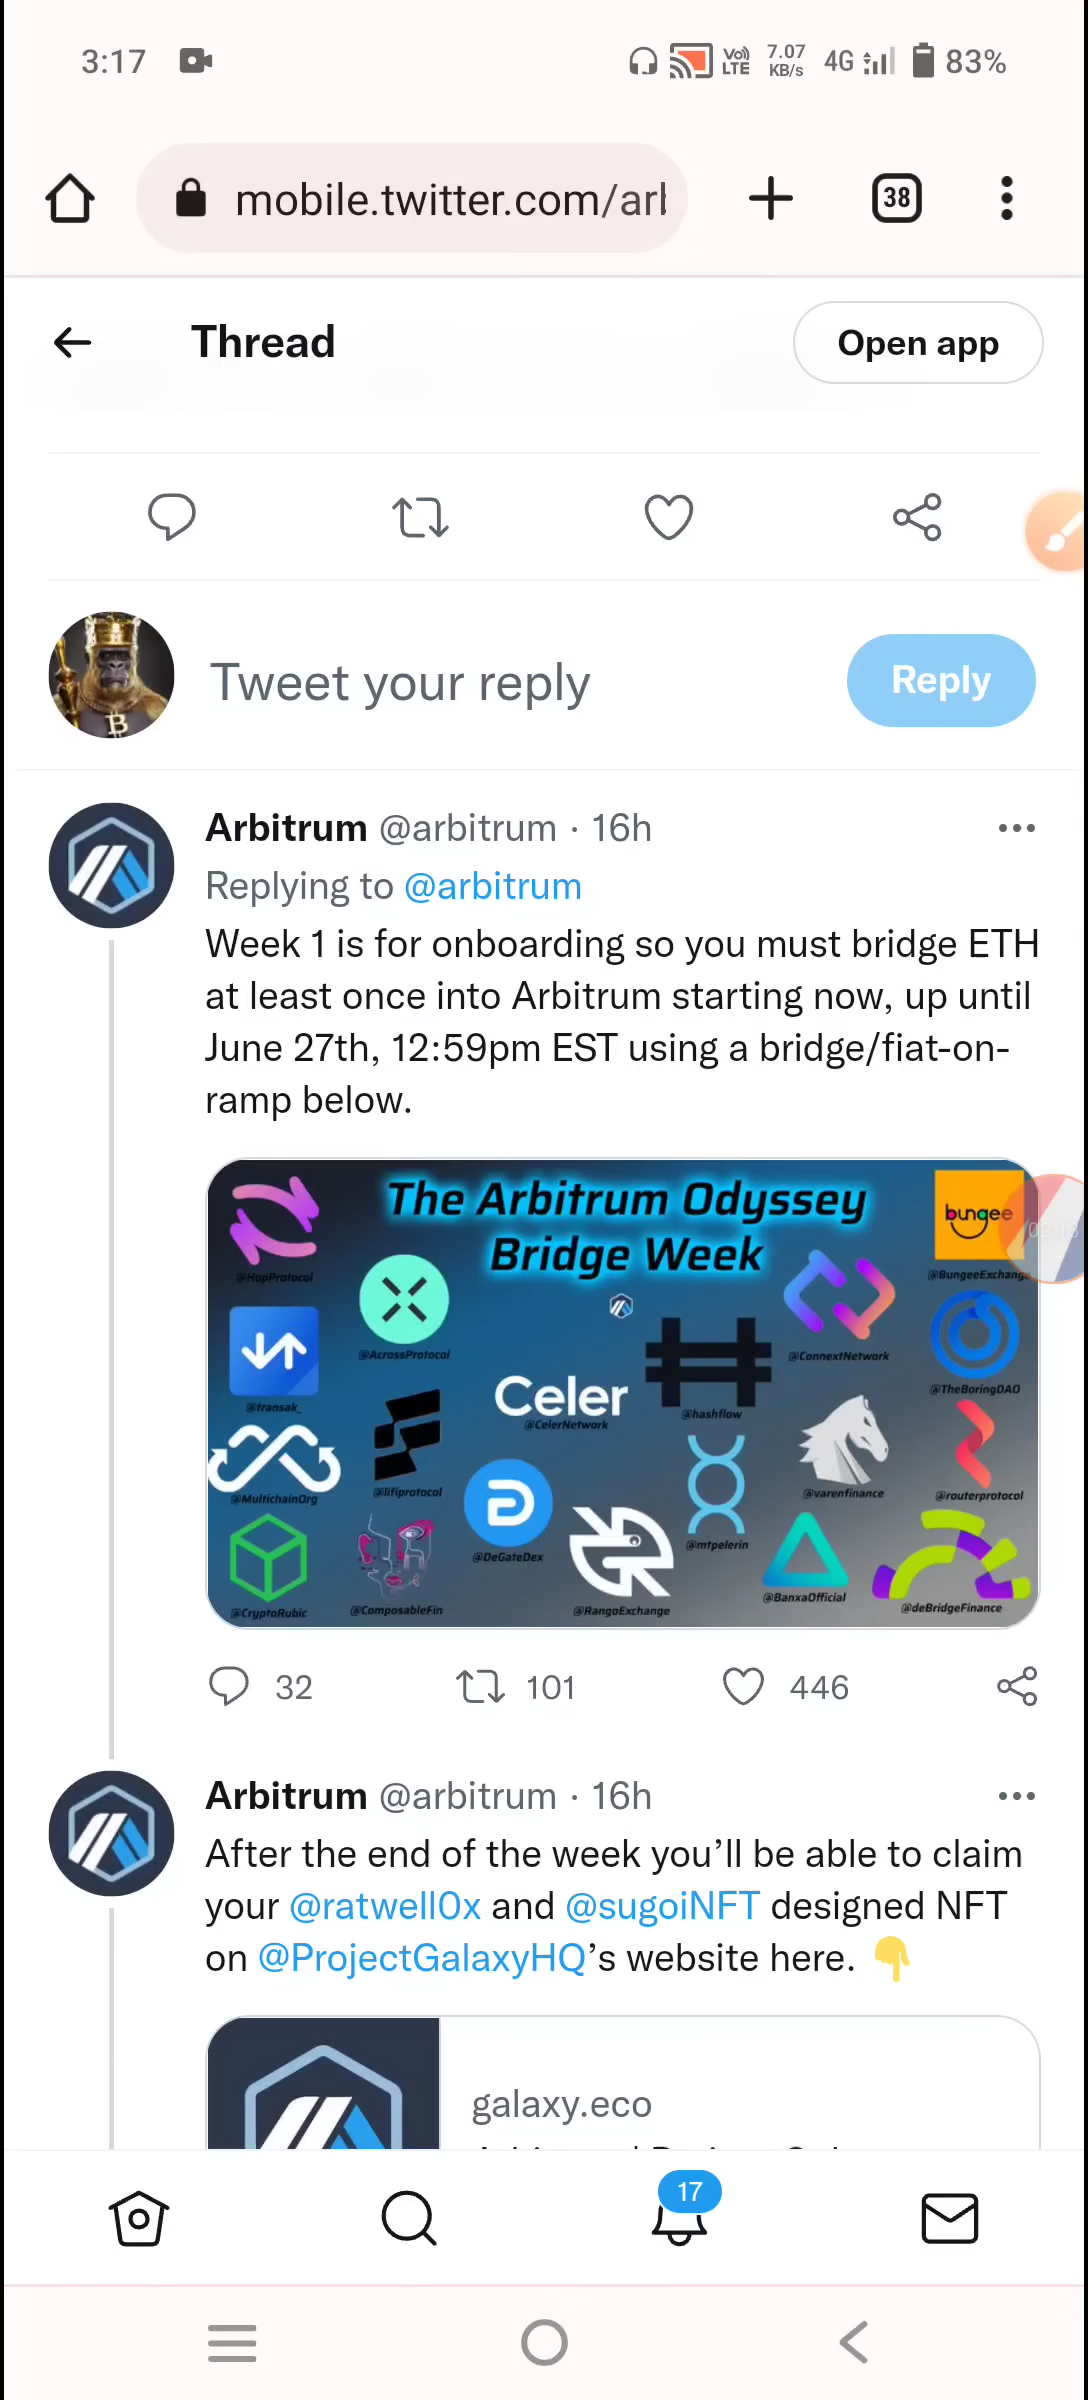 3:17
Vo) LTE
7.07 KB/s
4G
83%
mobile.twitter.com/arl
38
Thread
Open app
Tweet your reply
Reply
Arbitrum @arbitrum · 16h
Replying to @arbitrum
Week 1 is for onboarding so you must bridge ETH
at least once into Arbitrum starting now, up until
June 27th, 12:59pm EST using a bridge/fiat-on-
ramp below.
The Arbitrum Odyssey
Bridge Week
bungee
@HopProtocol
@BungeeExchange
@AcrossProtocol
@ConnextNetwork
@TheBoringDAO
@transak_
Celer
@CelerNetwork
@hashflow
@MultichainOrg
@lifiprotocol
@varenfinance
@routerprotocol
@DeGateDex
@mtpelerin
@CryptoRubic
@ComposableFin
@RangoExchange
@BanxaOfficial
@deBridgeFinance
32
101
446
Arbitrum @arbitrum · 16h
After the end of the week you’ll be able to claim
your @ratwell0x and @sugoiNFT designed NFT
on @ProjectGalaxyHQ’s website here. 👇
galaxy.eco
17